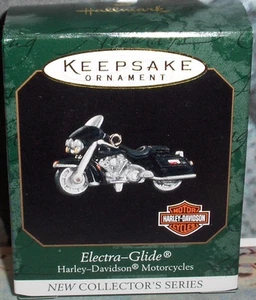 Hallmark
KEEPSAKE
ORNAMENT
MOTOR
HARLEY-DAVIDSON
CYCLES
Electra–Glide®
Harley–Davidson® Motorcycles
NEW COLLECTOR'S SERIES